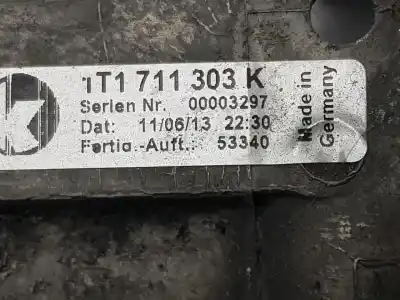 1T1 711 303 K
Serien Nr. 00003297
Dat: 11/06/13 22:30
Fertig.-Auft.: 53340
Made in
Germany